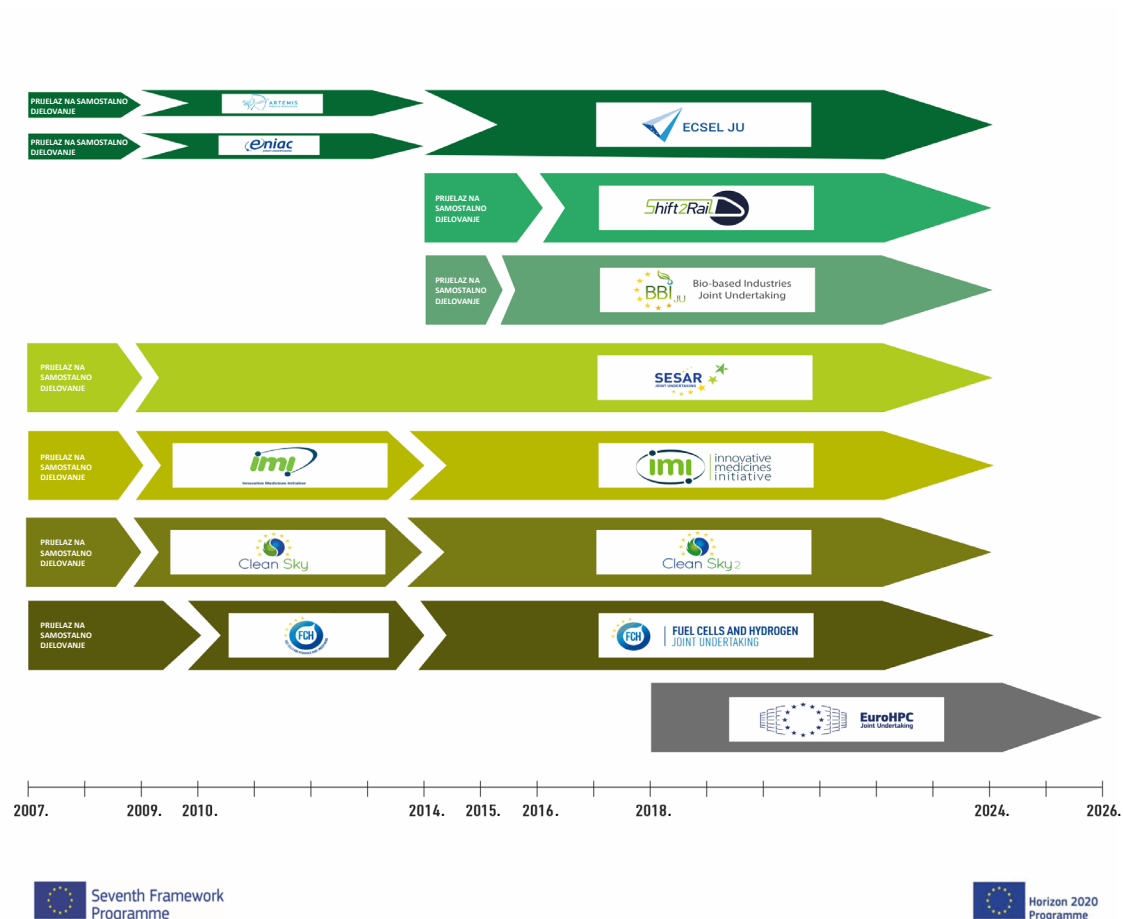 PRIJELAZ NA SAMOSTALNO
DJELOVANJE
ARTEMIS
PRIJELAZ NA SAMOSTALNO
DJELOVANJE
eniac
ECSEL JU
PRIJELAZ NA
SAMOSTALNO
DJELOVANJE
Shift2Rail
PRIJELAZ NA
SAMOSTALNO
DJELOVANJE
BBI JU
Bio-based Industries
Joint Undertaking
PRIJELAZ NA
SAMOSTALNO
DJELOVANJE
SESAR
JOINT UNDERTAKING
PRIJELAZ NA
SAMOSTALNO
DJELOVANJE
imi
Innovative Medicines Initiative
imi
innovative
medicines
initiative
PRIJELAZ NA
SAMOSTALNO
DJELOVANJE
Clean Sky
Clean Sky 2
PRIJELAZ NA
SAMOSTALNO
DJELOVANJE
FCH
FCH
FUEL CELLS AND HYDROGEN
JOINT UNDERTAKING
EuroHPC
Joint Undertaking
2007. 2009. 2010. 2014. 2015. 2016. 2018. 2024. 2026.
Seventh Framework
Programme
Horizon 2020
Programme